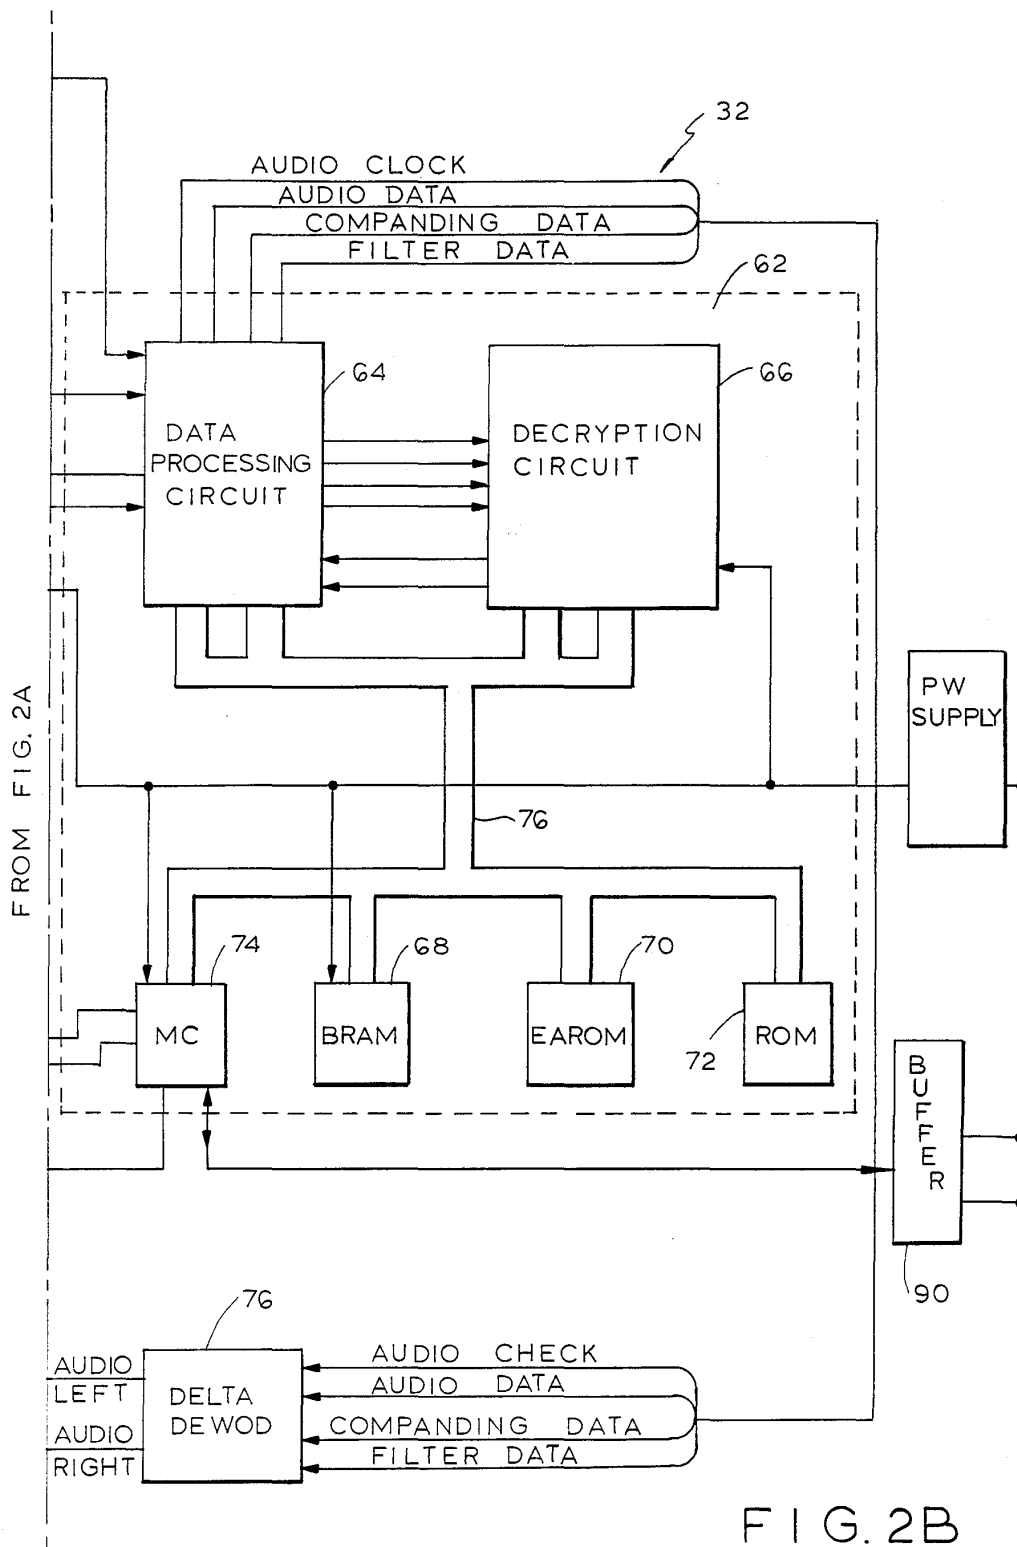 32
AUDIO CLOCK
AUDIO DATA
COMPANDING DATA
FILTER DATA
62
64
66
DATA
PROCESSING
CIRCUIT
DECRYPTION
CIRCUIT
PW
SUPPLY
FROM FIG. 2A
76
74
68
70
72
MC
BRAM
EAROM
ROM
BUFFER
90
76
AUDIO
LEFT
AUDIO
RIGHT
DELTA
DEWOD
AUDIO CHECK
AUDIO DATA
COMPANDING DATA
FILTER DATA
FIG. 2B